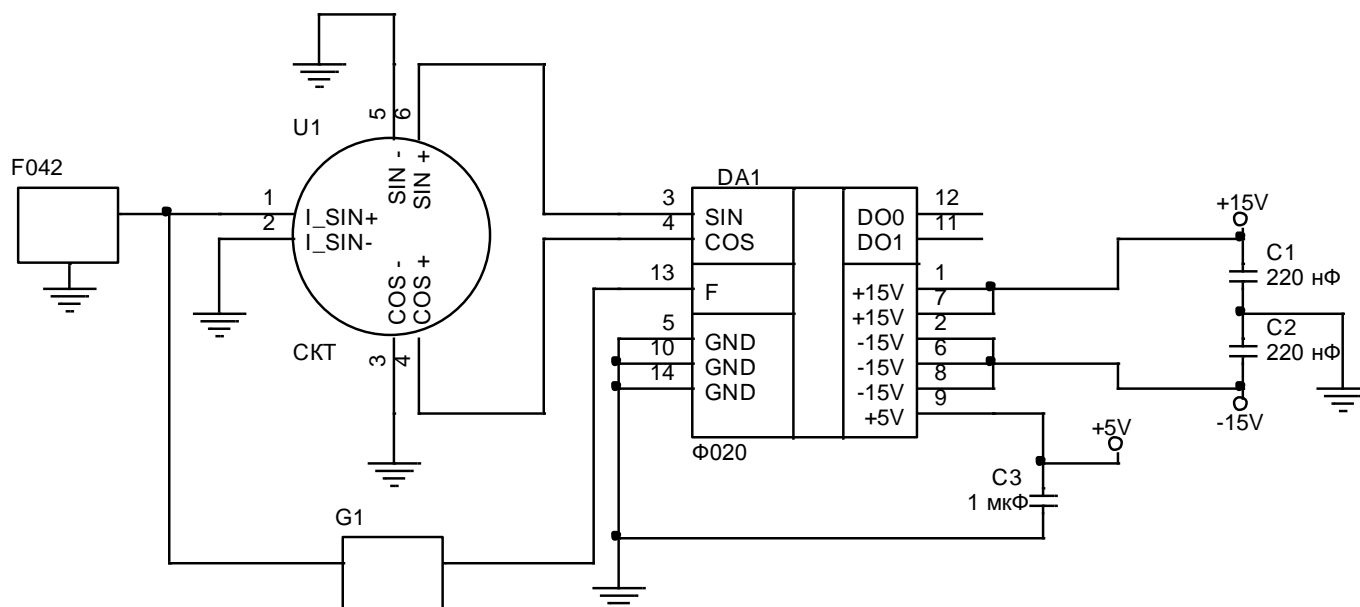 5
6
U1
SIN -
SIN +
F042
1
I_SIN+
2
I_SIN-
COS -
COS +
СКТ
3
4
DA1
3
SIN
4
COS
13
F
5
GND
10
GND
14
GND
Ф020
12
DO0
11
DO1
1
+15V
7
+15V
2
-15V
6
-15V
8
-15V
9
+5V
+15V
C1
220 нФ
C2
220 нФ
-15V
+5V
C3
1 мкФ
G1